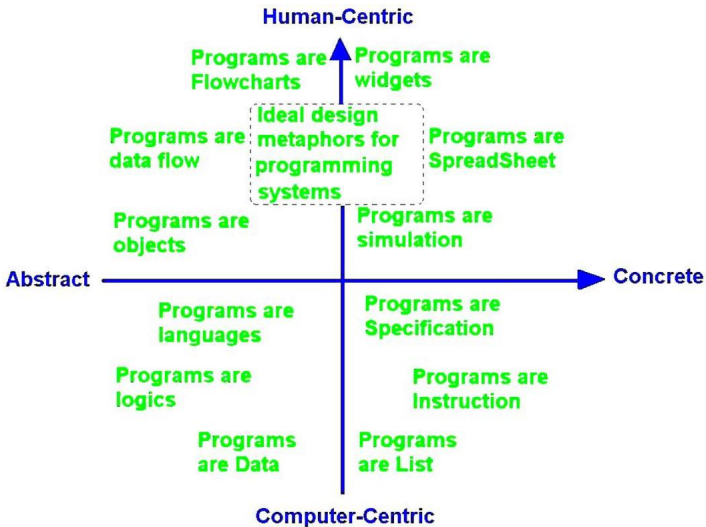 Human-Centric
Programs are
Flowcharts
Programs are
widgets
Ideal design
metaphors for
programming
systems
Programs are
data flow
Programs are
SpreadSheet
Programs are
objects
Programs are
simulation
Abstract
Concrete
Programs are
languages
Programs are
Specification
Programs are
logics
Programs are
Instruction
Programs
are Data
Programs
are List
Computer-Centric